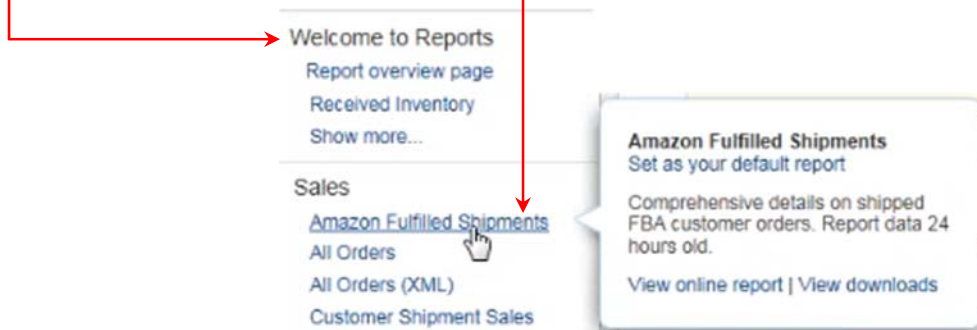 Welcome to Reports
Report overview page
Received Inventory
Show more...
Sales
Amazon Fulfilled Shipments
All Orders
All Orders (XML)
Customer Shipment Sales
Amazon Fulfilled Shipments
Set as your default report
Comprehensive details on shipped
FBA customer orders. Report data 24
hours old.
View online report | View downloads